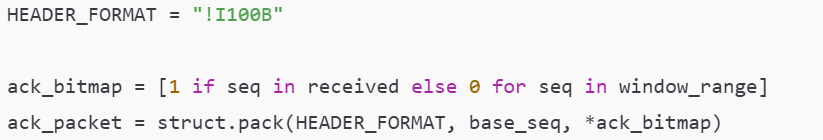 HEADER_FORMAT = "!I100B"
ack_bitmap = [1 if seq in received else 0 for seq in window_range]
ack_packet = struct.pack(HEADER_FORMAT, base_seq, *ack_bitmap)